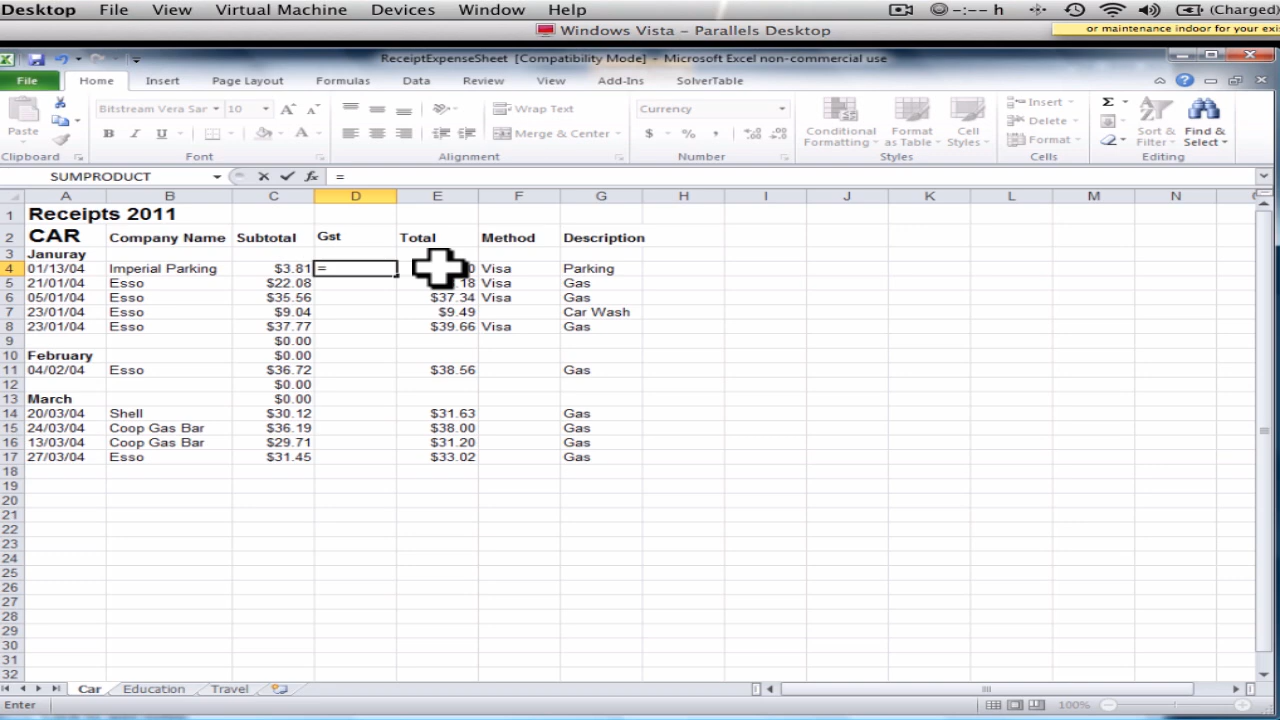 Desktop File View Virtual Machine Devices Window Help -:-- h (Charged)
Windows Vista – Parallels Desktop
or maintenance indoor for your exi
ReceiptExpenseSheet [Compatibility Mode] – Microsoft Excel non-commercial use
File Home Insert Page Layout Formulas Data Review View Add-Ins SolverTable
Bitstream Vera Sar 10 Wrap Text Currency Insert Σ
Paste B I U Merge & Center $ % , Conditional Formatting Format as Table Cell Styles Delete Format Sort & Filter Find & Select
Clipboard Font Alignment Number Styles Cells Editing
SUMPRODUCT fx =
A B C D E F G H I J K L M N
1 Receipts 2011
2 CAR Company Name Subtotal Gst Total Method Description
3 Januray
4 01/13/04 Imperial Parking $3.81 = 0 Visa Parking
5 21/01/04 Esso $22.08 .18 Visa Gas
6 05/01/04 Esso $35.56 $37.34 Visa Gas
7 23/01/04 Esso $9.04 $9.49 Car Wash
8 23/01/04 Esso $37.77 $39.66 Visa Gas
9 $0.00
10 February $0.00
11 04/02/04 Esso $36.72 $38.56 Gas
12 $0.00
13 March $0.00
14 20/03/04 Shell $30.12 $31.63 Gas
15 24/03/04 Coop Gas Bar $36.19 $38.00 Gas
16 13/03/04 Coop Gas Bar $29.71 $31.20 Gas
17 27/03/04 Esso $31.45 $33.02 Gas
18
19
20
21
22
23
24
25
26
27
28
29
30
31
32
Car Education Travel
Enter 100%